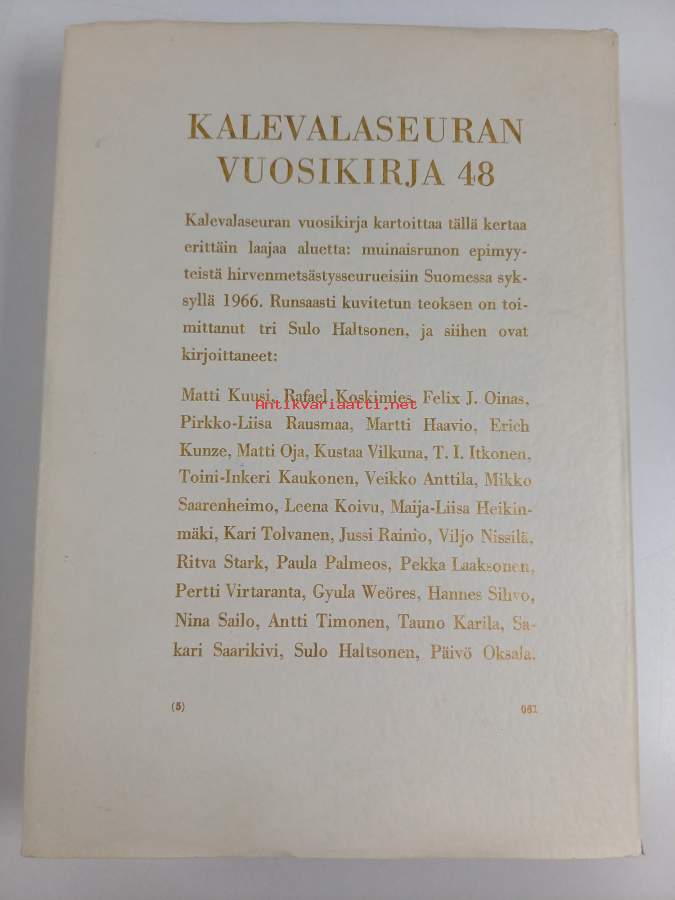 KALEVALASEURAN
VUOSIKIRJA 48
Kalevalaseuran vuosikirja kartoittaa tällä kertaa
erittäin laajaa aluetta: muinaisrunon epimyy-
teistä hirvenmetsästysseurueisiin Suomessa syk-
syllä 1966. Runsaasti kuvitetun teoksen on toi-
mittanut tri Sulo Haltsonen, ja siihen ovat
kirjoittaneet:
Matti Kuusi, Rafael Koskimies, Felix J. Oinas,
Antikvariaatti.net
Pirkko-Liisa Rausmaa, Martti Haavio, Erich
Kunze, Matti Oja, Kustaa Vilkuna, T. I. Itkonen,
Toini-Inkeri Kaukonen, Veikko Anttila, Mikko
Saarenheimo, Leena Koivu, Maija-Liisa Heikin-
mäki, Kari Tolvanen, Jussi Rainio, Viljo Nissilä,
Ritva Stark, Paula Palmeos, Pekka Laaksonen,
Pertti Virtaranta, Gyula Weöres, Hannes Sihvo,
Nina Sailo, Antti Timonen, Tauno Karila, Sa-
kari Saarikivi, Sulo Haltsonen, Päivö Oksala.
(5) 061